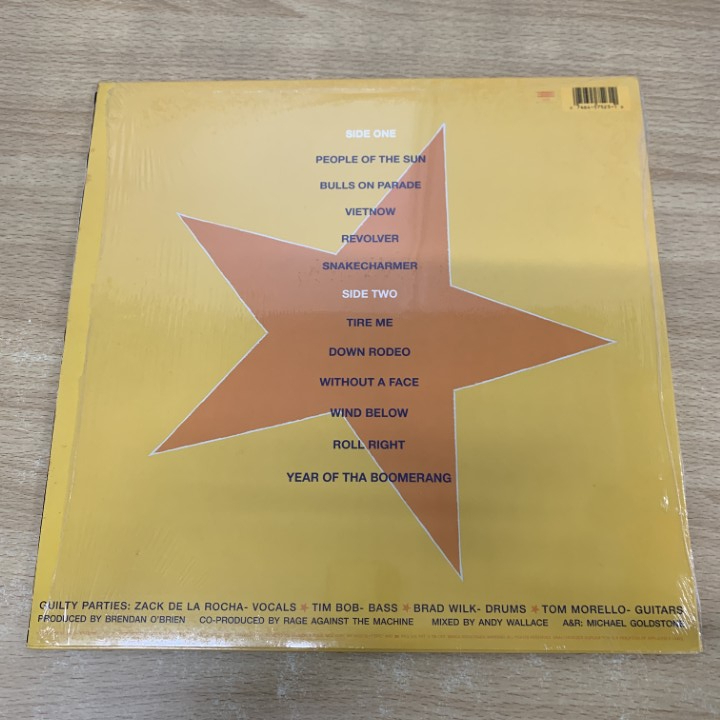 SIDE ONE
PEOPLE OF THE SUN
BULLS ON PARADE
VIETNOW
REVOLVER
SNAKECHARMER
SIDE TWO
TIRE ME
DOWN RODEO
WITHOUT A FACE
WIND BELOW
ROLL RIGHT
YEAR OF THA BOOMERANG
GUILTY PARTIES: ZACK DE LA ROCHA- VOCALS ★ TIM BOB- BASS ★ BRAD WILK- DRUMS ★ TOM MORELLO- GUITARS
PRODUCED BY BRENDAN O'BRIEN CO-PRODUCED BY RAGE AGAINST THE MACHINE MIXED BY ANDY WALLACE A&R: MICHAEL GOLDSTONE